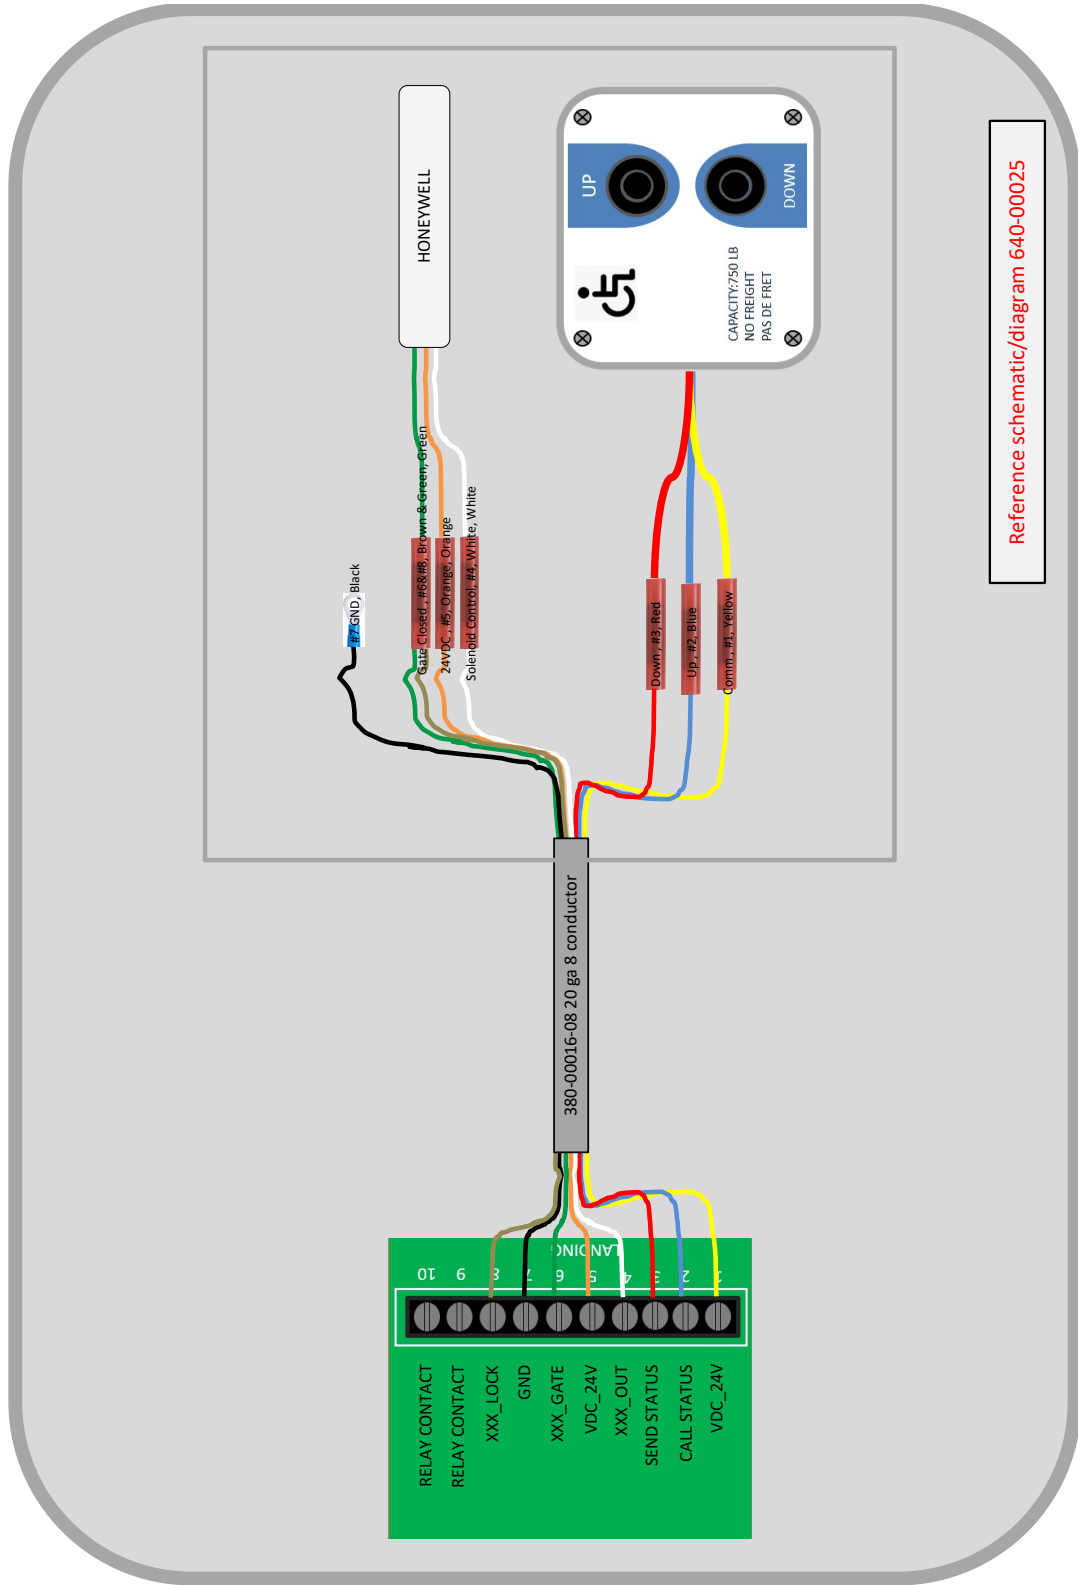 HONEYWELL
UP
DOWN
CAPACITY:750 LB
NO FREIGHT
PAS DE FRET
Reference schematic/diagram 640-00025
#7 GND, Black
Gate Closed , #6&#8, Brown & Green, Green
24VDC , #5, Orange, Orange
Solenoid Control, #4, White, White
Down , #3, Red
Up , #2, Blue
Comm , #1, Yellow
380-00016-08 20 ga 8 conductor
LANDING
10
9
8
7
6
5
4
3
2
1
RELAY CONTACT
RELAY CONTACT
XXX_LOCK
GND
XXX_GATE
VDC_24V
XXX_OUT
SEND STATUS
CALL STATUS
VDC_24V